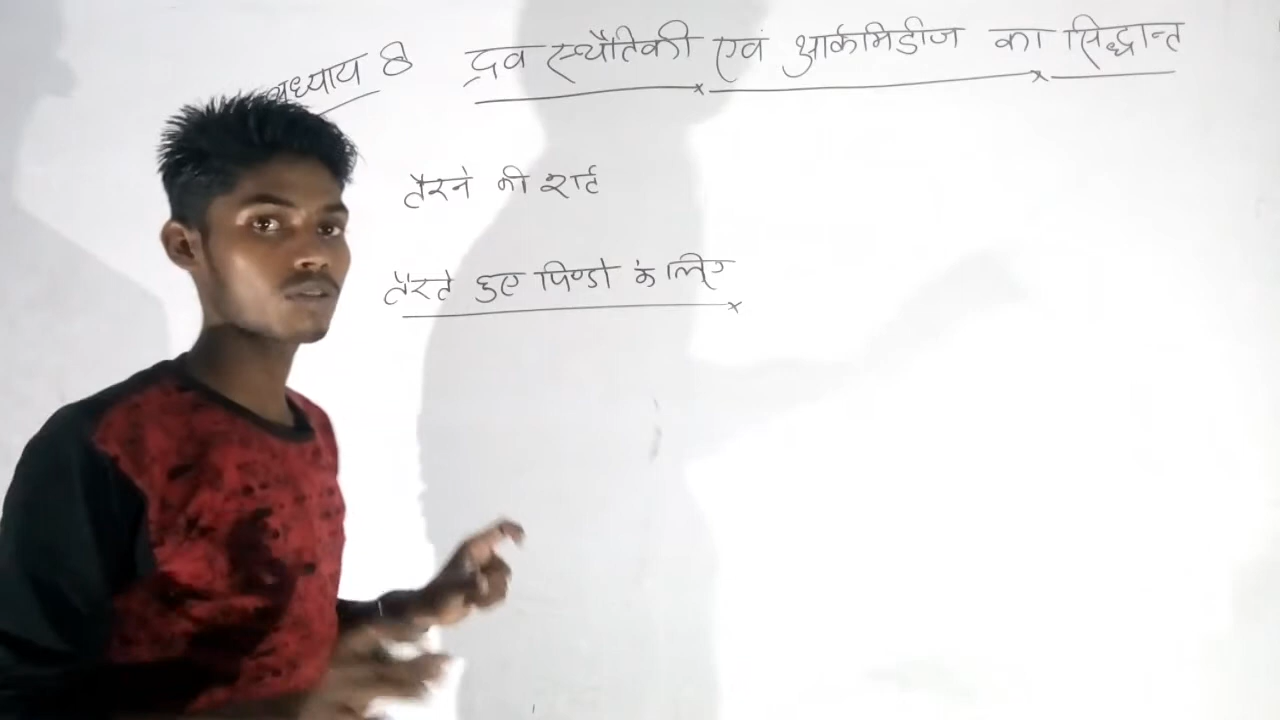 अध्याय 8 द्रव स्थैतिकी एवं आर्कमिडीज का सिद्धान्त
तैरने की शर्ट
तैरते हुए पिण्डो के लिए